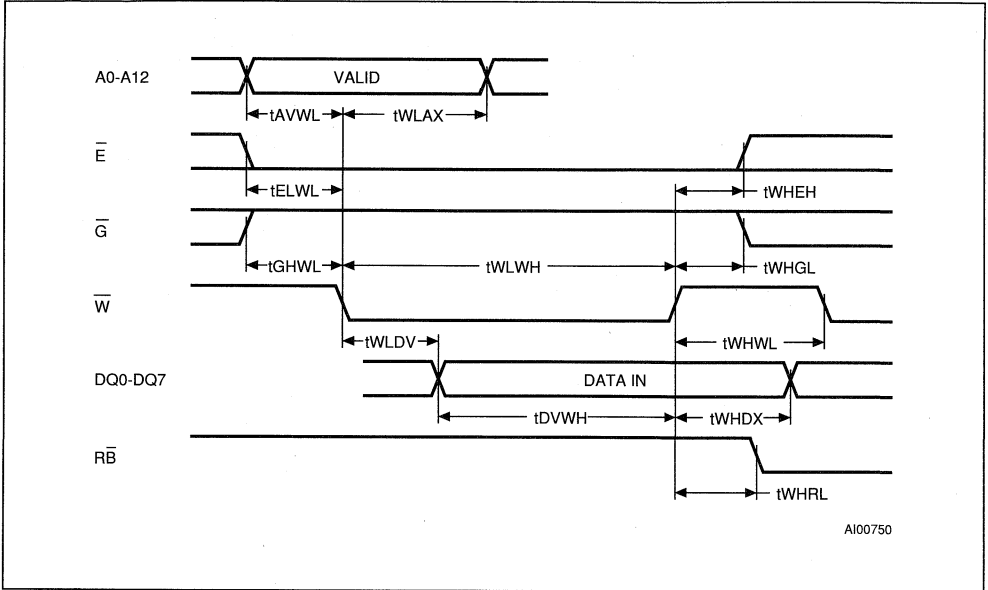 A0-A12 VALID
tAVWL tWLAX
E̅
tELWL tWHEH
G̅
tGHWL tWLWH tWHGL
W̅
tWLDV tWHWL
DQ0-DQ7 DATA IN
tDVWH tWHDX
RB̅
tWHRL
AI00750